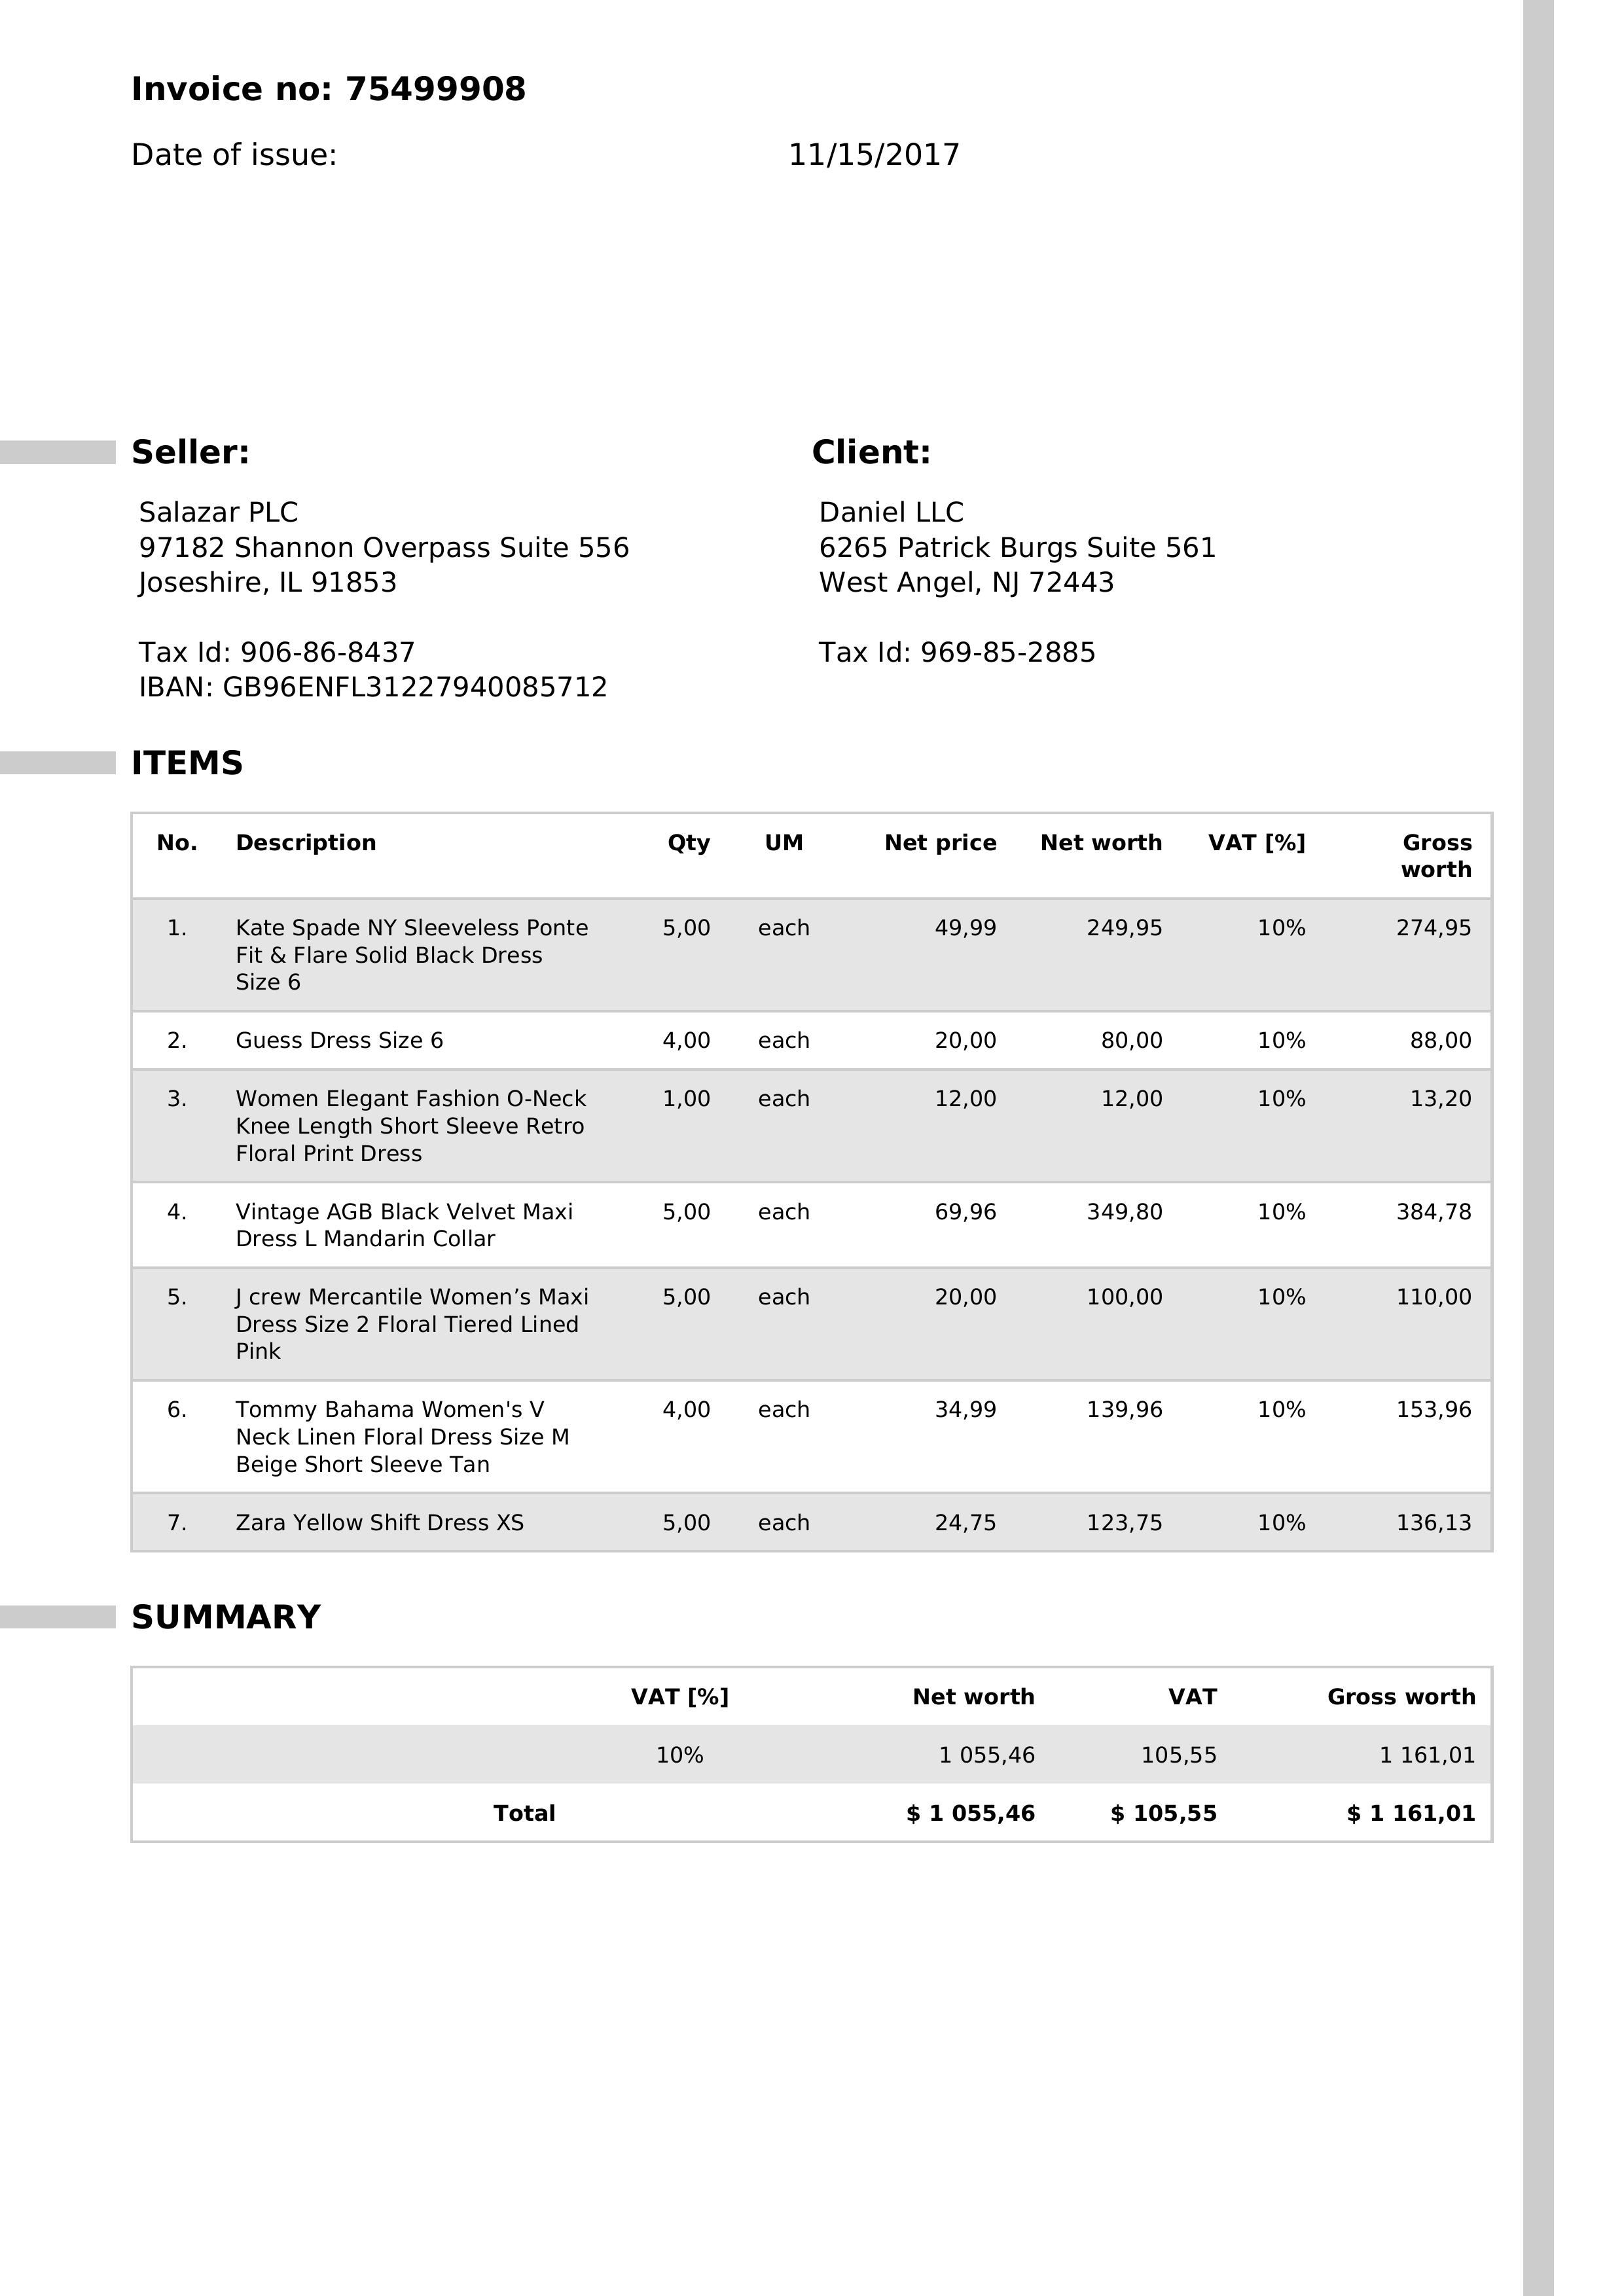 Invoice no: 75499908
Date of issue: 11/15/2017
Seller:
Salazar PLC
97182 Shannon Overpass Suite 556
Joseshire, IL 91853
Tax Id: 906-86-8437
IBAN: GB96ENFL31227940085712
Client:
Daniel LLC
6265 Patrick Burgs Suite 561
West Angel, NJ 72443
Tax Id: 969-85-2885
ITEMS
No. Description Qty UM Net price Net worth VAT [%] Gross
worth
1. Kate Spade NY Sleeveless Ponte 5,00 each 49,99 249,95 10% 274,95
Fit & Flare Solid Black Dress
Size 6
2. Guess Dress Size 6 4,00 each 20,00 80,00 10% 88,00
3. Women Elegant Fashion O-Neck 1,00 each 12,00 12,00 10% 13,20
Knee Length Short Sleeve Retro
Floral Print Dress
4. Vintage AGB Black Velvet Maxi 5,00 each 69,96 349,80 10% 384,78
Dress L Mandarin Collar
5. J crew Mercantile Women’s Maxi 5,00 each 20,00 100,00 10% 110,00
Dress Size 2 Floral Tiered Lined
Pink
6. Tommy Bahama Women's V 4,00 each 34,99 139,96 10% 153,96
Neck Linen Floral Dress Size M
Beige Short Sleeve Tan
7. Zara Yellow Shift Dress XS 5,00 each 24,75 123,75 10% 136,13
SUMMARY
VAT [%] Net worth VAT Gross worth
10% 1 055,46 105,55 1 161,01
Total $ 1 055,46 $ 105,55 $ 1 161,01